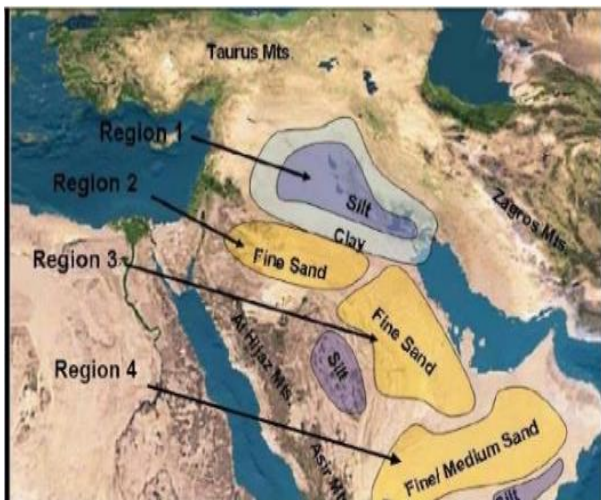 Taurus Mts.
Region 1
Region 2
Silt
Zagros Mts.
Clay
Region 3
Fine Sand
Fine Sand
Al Hijaz Mts.
Silt
Region 4
Fine/ Medium Sand